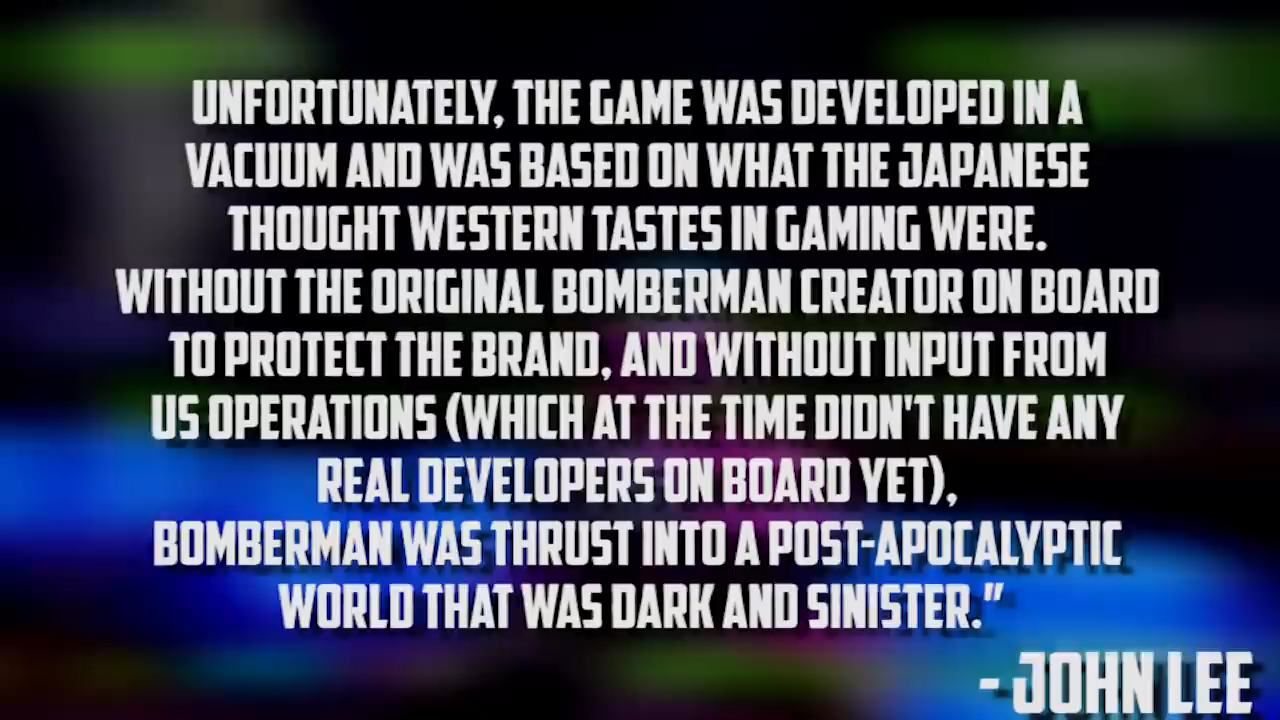 UNFORTUNATELY, THE GAME WAS DEVELOPED IN A
VACUUM AND WAS BASED ON WHAT THE JAPANESE
THOUGHT WESTERN TASTES IN GAMING WERE.
WITHOUT THE ORIGINAL BOMBERMAN CREATOR ON BOARD
TO PROTECT THE BRAND, AND WITHOUT INPUT FROM
US OPERATIONS (WHICH AT THE TIME DIDN'T HAVE ANY
REAL DEVELOPERS ON BOARD YET),
BOMBERMAN WAS THRUST INTO A POST-APOCALYPTIC
WORLD THAT WAS DARK AND SINISTER."
- JOHN LEE